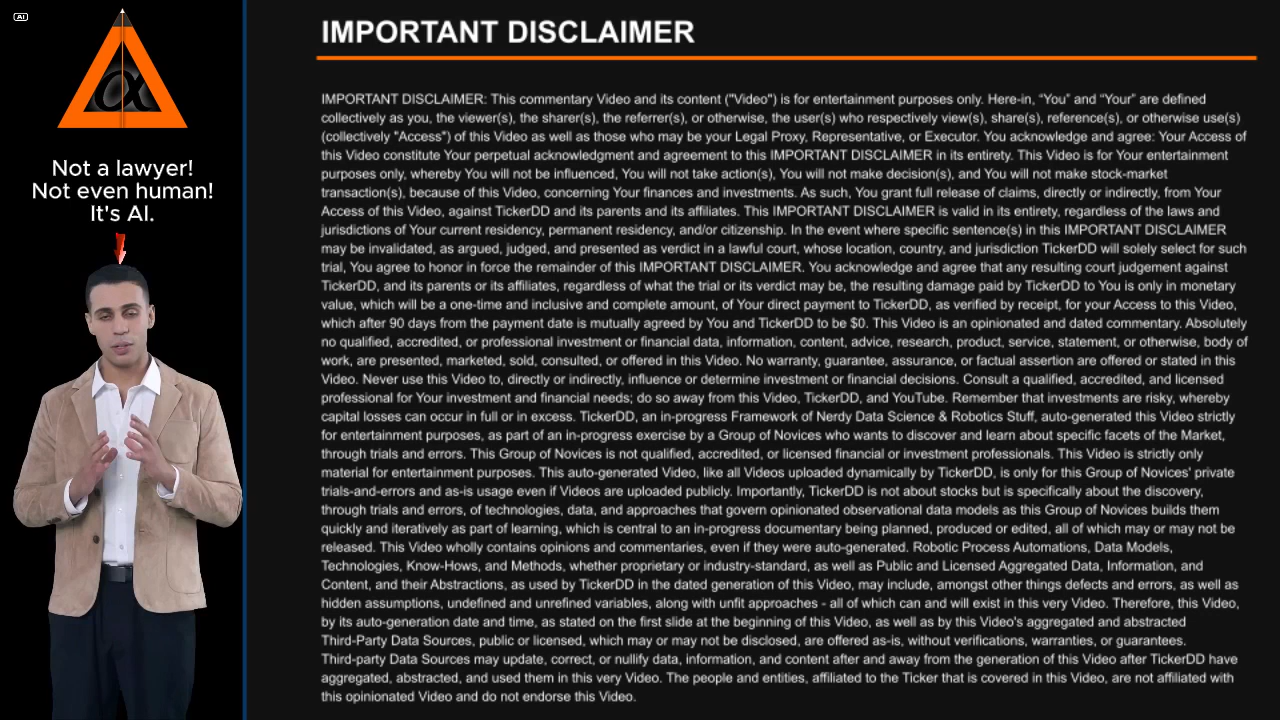 AI
α
Not a lawyer!
Not even human!
It's AI.
IMPORTANT DISCLAIMER
IMPORTANT DISCLAIMER: This commentary Video and its content ("Video") is for entertainment purposes only. Here-in, “You” and “Your” are defined
collectively as you, the viewer(s), the sharer(s), the referrer(s), or otherwise, the user(s) who respectively view(s), share(s), reference(s), or otherwise use(s)
(collectively "Access") of this Video as well as those who may be your Legal Proxy, Representative, or Executor. You acknowledge and agree: Your Access of
this Video constitute Your perpetual acknowledgment and agreement to this IMPORTANT DISCLAIMER in its entirety. This Video is for Your entertainment
purposes only, whereby You will not be influenced, You will not take action(s), You will not make decision(s), and You will not make stock-market
transaction(s), because of this Video, concerning Your finances and investments. As such, You grant full release of claims, directly or indirectly, from Your
Access of this Video, against TickerDD and its parents and its affiliates. This IMPORTANT DISCLAIMER is valid in its entirety, regardless of the laws and
jurisdictions of Your current residency, permanent residency, and/or citizenship. In the event where specific sentence(s) in this IMPORTANT DISCLAIMER
may be invalidated, as argued, judged, and presented as verdict in a lawful court, whose location, country, and jurisdiction TickerDD will solely select for such
trial, You agree to honor in force the remainder of this IMPORTANT DISCLAIMER. You acknowledge and agree that any resulting court judgement against
TickerDD, and its parents or its affiliates, regardless of what the trial or its verdict may be, the resulting damage paid by TickerDD to You is only in monetary
value, which will be a one-time and inclusive and complete amount, of Your direct payment to TickerDD, as verified by receipt, for your Access to this Video,
which after 90 days from the payment date is mutually agreed by You and TickerDD to be $0. This Video is an opinionated and dated commentary. Absolutely
no qualified, accredited, or professional investment or financial data, information, content, advice, research, product, service, statement, or otherwise, body of
work, are presented, marketed, sold, consulted, or offered in this Video. No warranty, guarantee, assurance, or factual assertion are offered or stated in this
Video. Never use this Video to, directly or indirectly, influence or determine investment or financial decisions. Consult a qualified, accredited, and licensed
professional for Your investment and financial needs; do so away from this Video, TickerDD, and YouTube. Remember that investments are risky, whereby
capital losses can occur in full or in excess. TickerDD, an in-progress Framework of Nerdy Data Science & Robotics Stuff, auto-generated this Video strictly
for entertainment purposes, as part of an in-progress exercise by a Group of Novices who wants to discover and learn about specific facets of the Market,
through trials and errors. This Group of Novices is not qualified, accredited, or licensed financial or investment professionals. This Video is strictly only
material for entertainment purposes. This auto-generated Video, like all Videos uploaded dynamically by TickerDD, is only for this Group of Novices' private
trials-and-errors and as-is usage even if Videos are uploaded publicly. Importantly, TickerDD is not about stocks but is specifically about the discovery,
through trials and errors, of technologies, data, and approaches that govern opinionated observational data models as this Group of Novices builds them
quickly and iteratively as part of learning, which is central to an in-progress documentary being planned, produced or edited, all of which may or may not be
released. This Video wholly contains opinions and commentaries, even if they were auto-generated. Robotic Process Automations, Data Models,
Technologies, Know-Hows, and Methods, whether proprietary or industry-standard, as well as Public and Licensed Aggregated Data, Information, and
Content, and their Abstractions, as used by TickerDD in the dated generation of this Video, may include, amongst other things defects and errors, as well as
hidden assumptions, undefined and unrefined variables, along with unfit approaches - all of which can and will exist in this very Video. Therefore, this Video,
by its auto-generation date and time, as stated on the first slide at the beginning of this Video, as well as by this Video's aggregated and abstracted
Third-Party Data Sources, public or licensed, which may or may not be disclosed, are offered as-is, without verifications, warranties, or guarantees.
Third-party Data Sources may update, correct, or nullify data, information, and content after and away from the generation of this Video after TickerDD have
aggregated, abstracted, and used them in this very Video. The people and entities, affiliated to the Ticker that is covered in this Video, are not affiliated with
this opinionated Video and do not endorse this Video.